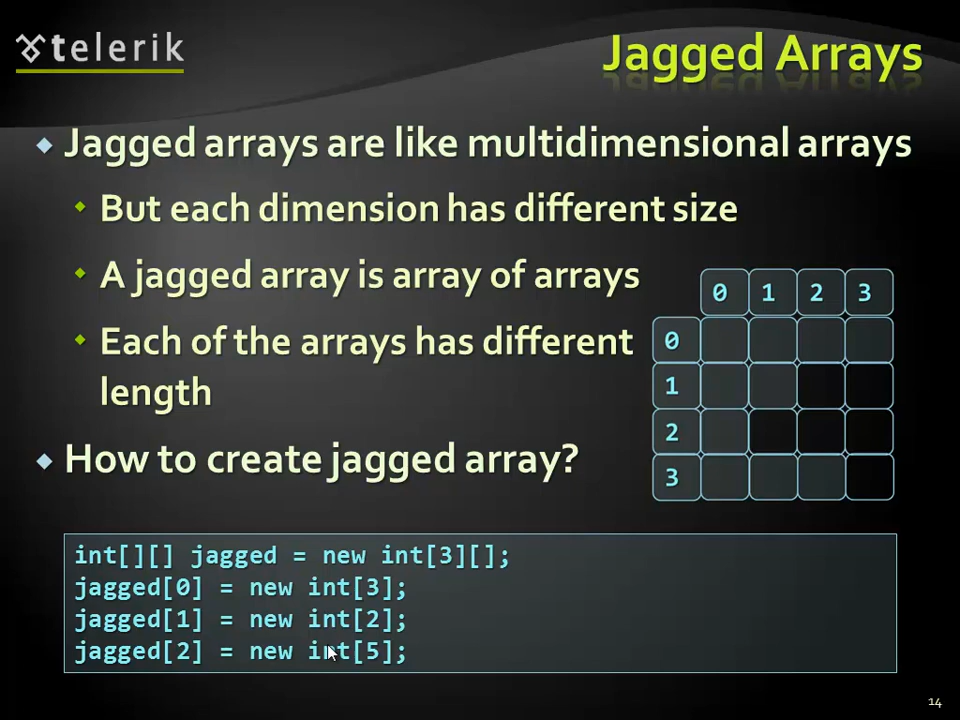 telerik
Jagged Arrays
Jagged arrays are like multidimensional arrays
But each dimension has different size
A jagged array is array of arrays
Each of the arrays has different
length
How to create jagged array?
0 1 2 3
0
1
2
3
int[][] jagged = new int[3][];
jagged[0] = new int[3];
jagged[1] = new int[2];
jagged[2] = new int[5];
14